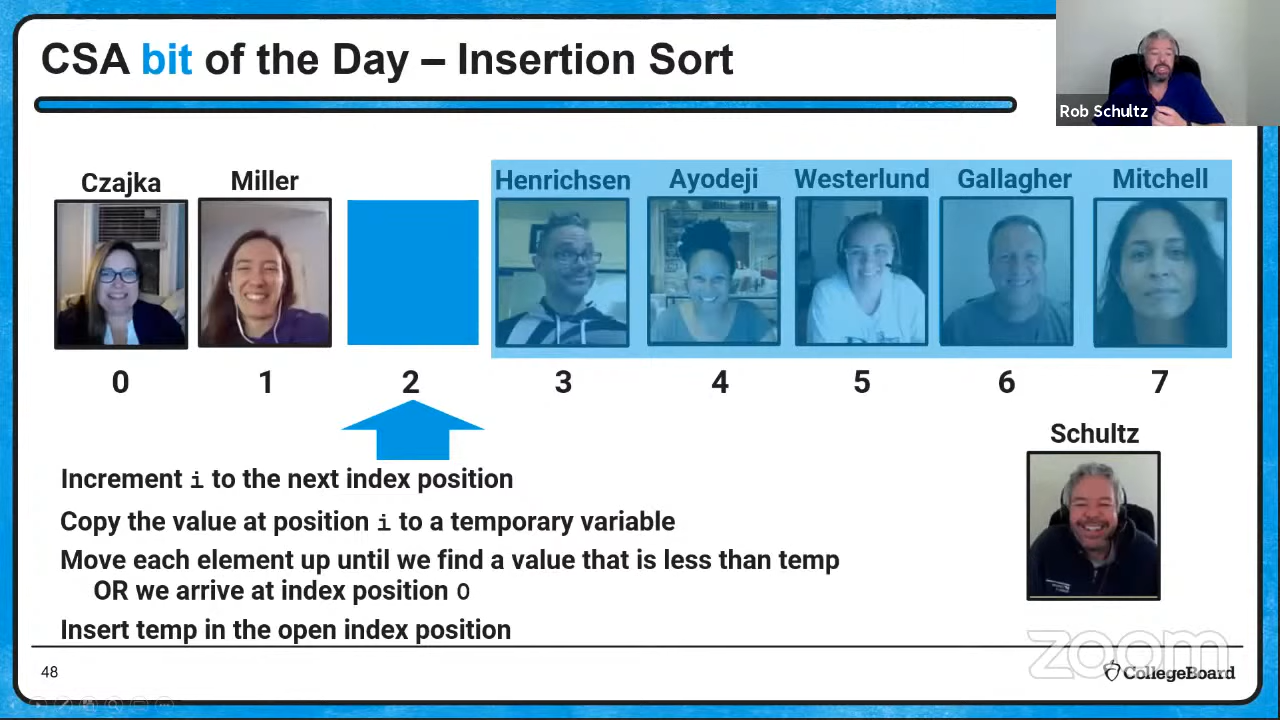 CSA bit of the Day – Insertion Sort
Rob Schultz
Czajka
Miller
Henrichsen
Ayodeji
Westerlund
Gallagher
Mitchell
0
1
2
3
4
5
6
7
Schultz
Increment i to the next index position
Copy the value at position i to a temporary variable
Move each element up until we find a value that is less than temp
OR we arrive at index position 0
Insert temp in the open index position
zoom
48
CollegeBoard